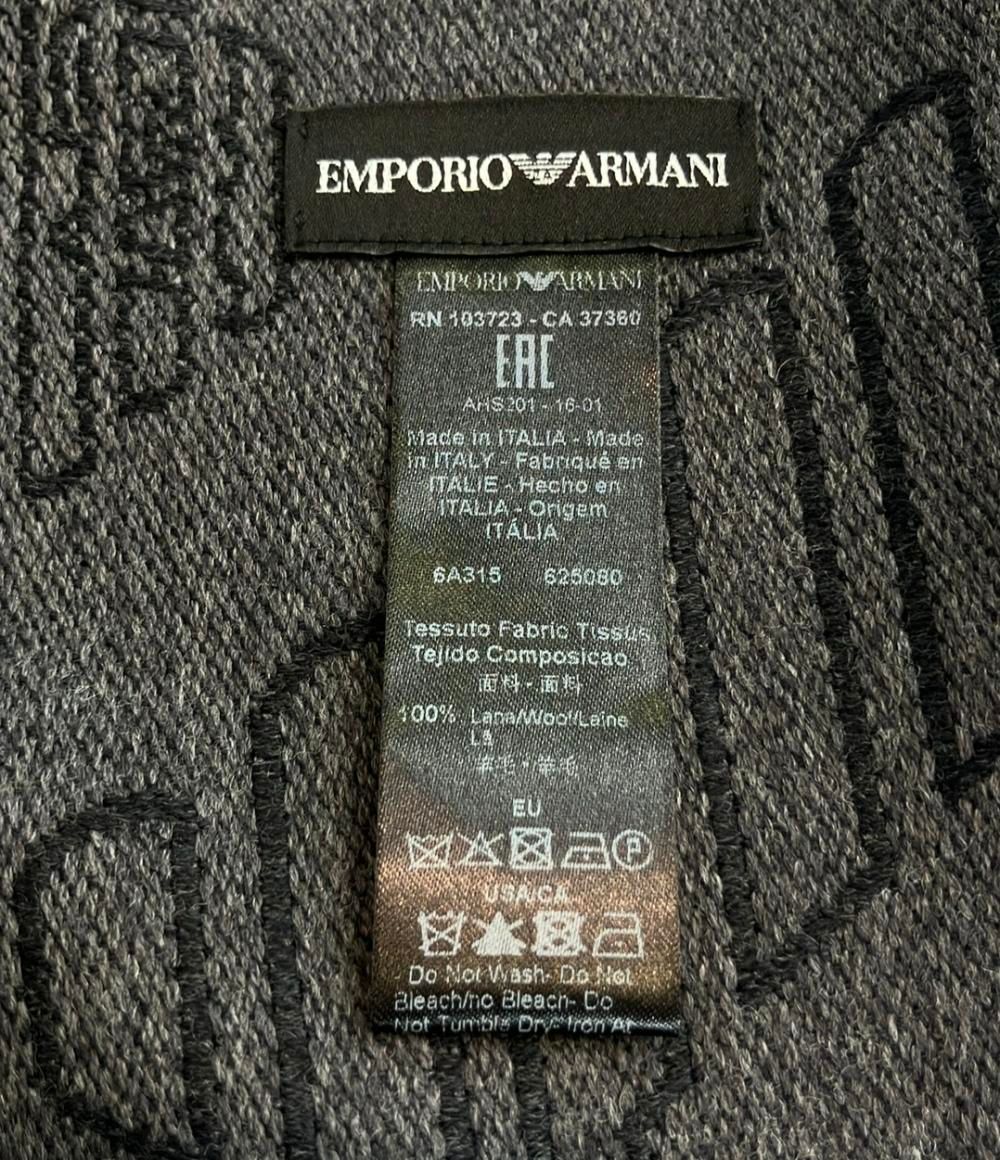 EMPORIO ARMANI
EMPORIO ARMANI
RN 103723 - CA 37360
EAC
AHS201 - 16-01
Made in ITALIA - Made
in ITALY - Fabriqué en
ITALIE - Hecho en
ITALIA - Origem
ITÁLIA
6A315 625080
Tessuto Fabric Tissus
Tejido Composicao
面料 - 面料
100% Lana/Wool/Laine
Lã
羊毛 - 羊毛
EU
P
USA/CA
Do Not Wash- Do Not
Bleach/no Bleach- Do
Not Tumble Dry- Iron At